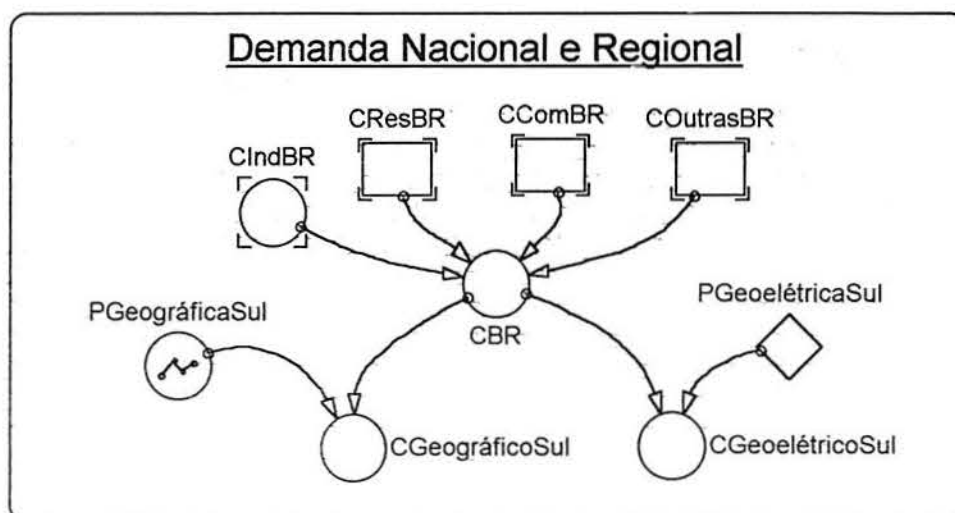 Demanda Nacional e Regional
CResBR
CComBR
COutrasBR
CIndBR
PGeográficaSul
CBR
PGeoelétricaSul
CGeográficoSul
CGeoelétricoSul